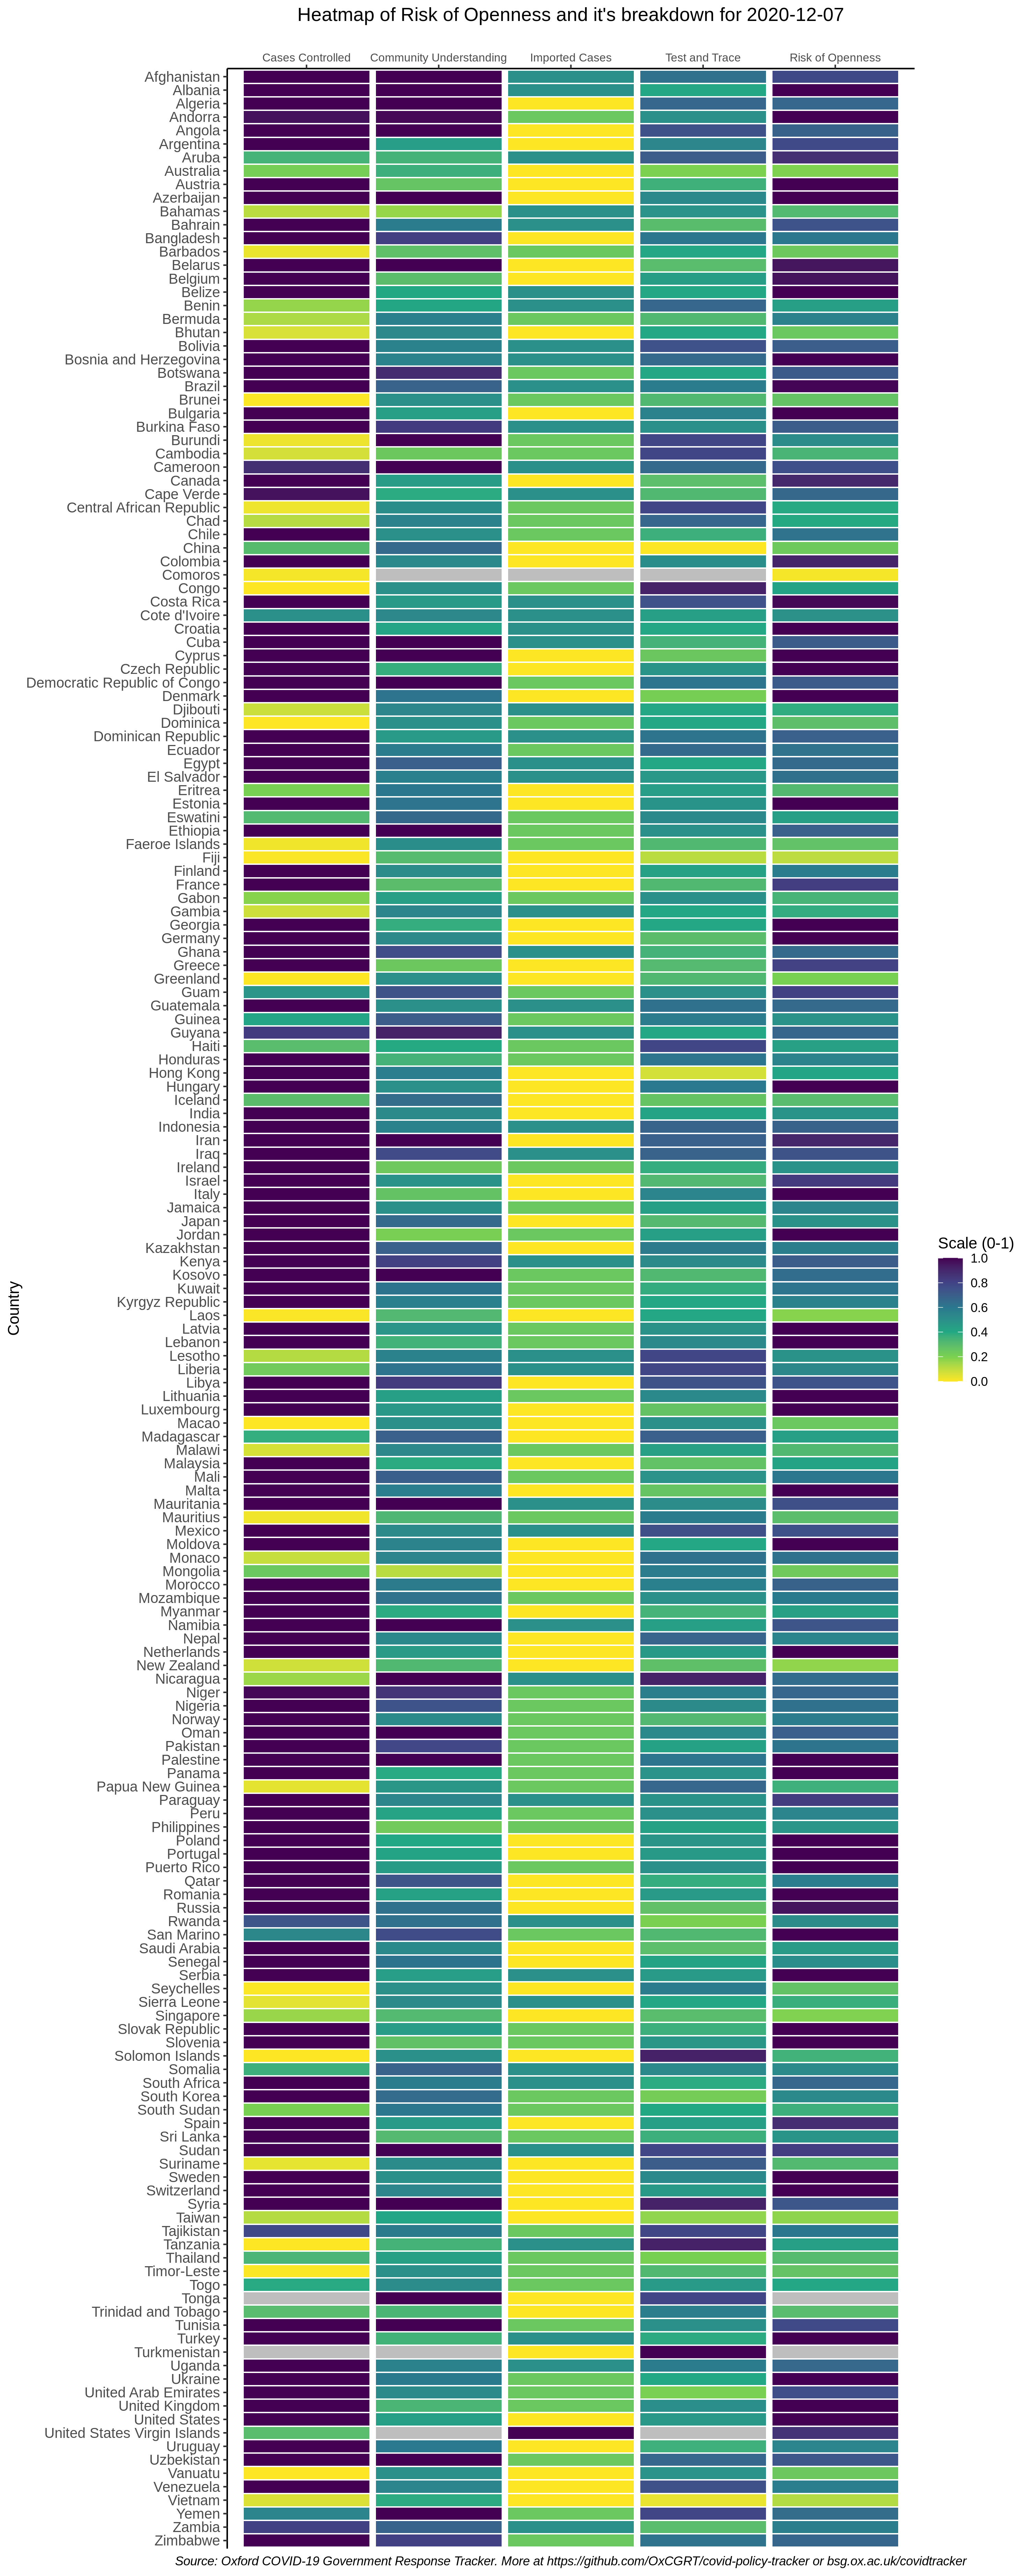 Heatmap of Risk of Openness and it's breakdown for 2020-12-07
Cases Controlled Community Understanding Imported Cases Test and Trace Risk of Openness
Afghanistan
Albania
Algeria
Andorra
Angola
Argentina
Aruba
Australia
Austria
Azerbaijan
Bahamas
Bahrain
Bangladesh
Barbados
Belarus
Belgium
Belize
Benin
Bermuda
Bhutan
Bolivia
Bosnia and Herzegovina
Botswana
Brazil
Brunei
Bulgaria
Burkina Faso
Burundi
Cambodia
Cameroon
Canada
Cape Verde
Central African Republic
Chad
Chile
China
Colombia
Comoros
Congo
Costa Rica
Cote d'Ivoire
Croatia
Cuba
Cyprus
Czech Republic
Democratic Republic of Congo
Denmark
Djibouti
Dominica
Dominican Republic
Ecuador
Egypt
El Salvador
Eritrea
Estonia
Eswatini
Ethiopia
Faeroe Islands
Fiji
Finland
France
Gabon
Gambia
Georgia
Germany
Ghana
Greece
Greenland
Guam
Guatemala
Guinea
Guyana
Haiti
Honduras
Hong Kong
Hungary
Iceland
India
Indonesia
Iran
Iraq
Ireland
Israel
Italy
Jamaica
Japan
Jordan
Kazakhstan
Kenya
Kosovo
Kuwait
Kyrgyz Republic
Laos
Latvia
Lebanon
Lesotho
Liberia
Libya
Lithuania
Luxembourg
Macao
Madagascar
Malawi
Malaysia
Mali
Malta
Mauritania
Mauritius
Mexico
Moldova
Monaco
Mongolia
Morocco
Mozambique
Myanmar
Namibia
Nepal
Netherlands
New Zealand
Nicaragua
Niger
Nigeria
Norway
Oman
Pakistan
Palestine
Panama
Papua New Guinea
Paraguay
Peru
Philippines
Poland
Portugal
Puerto Rico
Qatar
Romania
Russia
Rwanda
San Marino
Saudi Arabia
Senegal
Serbia
Seychelles
Sierra Leone
Singapore
Slovak Republic
Slovenia
Solomon Islands
Somalia
South Africa
South Korea
South Sudan
Spain
Sri Lanka
Sudan
Suriname
Sweden
Switzerland
Syria
Taiwan
Tajikistan
Tanzania
Thailand
Timor-Leste
Togo
Tonga
Trinidad and Tobago
Tunisia
Turkey
Turkmenistan
Uganda
Ukraine
United Arab Emirates
United Kingdom
United States
United States Virgin Islands
Uruguay
Uzbekistan
Vanuatu
Venezuela
Vietnam
Yemen
Zambia
Zimbabwe
Country
Scale (0-1)
1.0
0.8
0.6
0.4
0.2
0.0
Source: Oxford COVID-19 Government Response Tracker. More at https://github.com/OxCGRT/covid-policy-tracker or bsg.ox.ac.uk/covidtracker